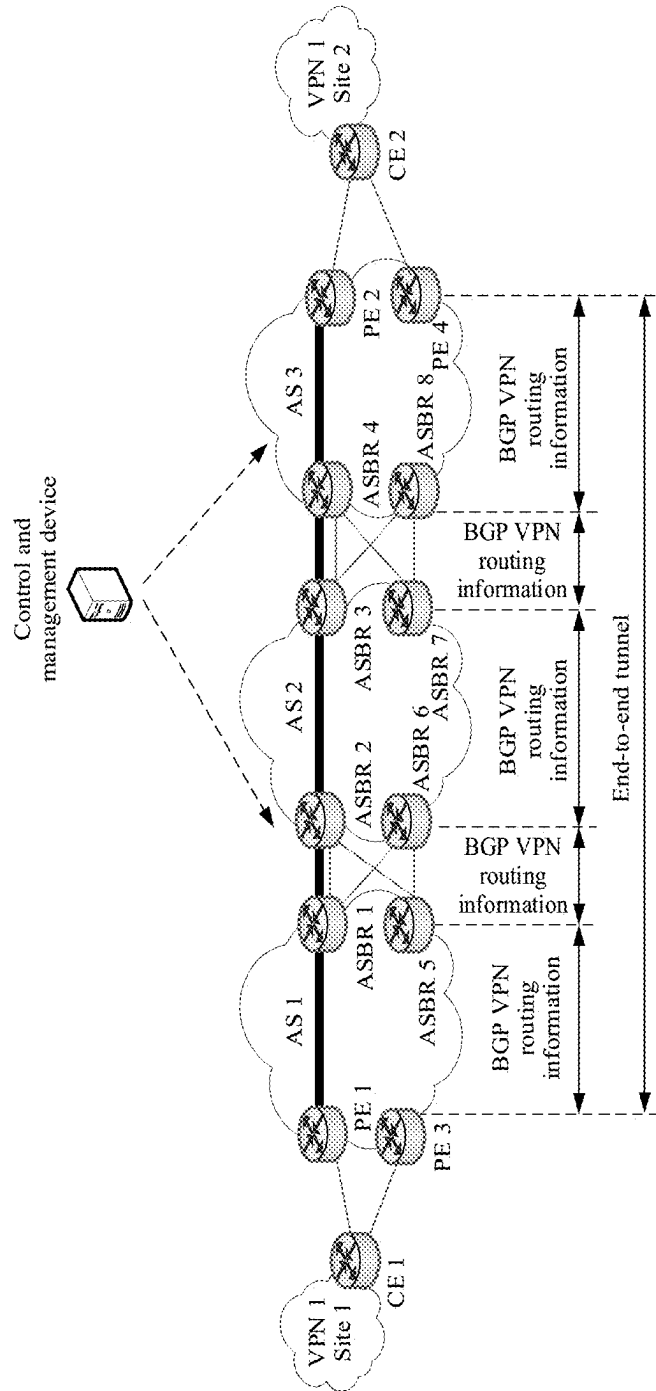 Control and
management device
VPN 1
Site 1
CE 1
PE 1
PE 3
AS 1
ASBR 1
ASBR 5
AS 2
ASBR 2
ASBR 6
ASBR 3
ASBR 7
AS 3
ASBR 4
ASBR 8
PE 2
PE 4
CE 2
VPN 1
Site 2
BGP VPN
routing
information
BGP VPN
routing
information
BGP VPN
routing
information
BGP VPN
routing
information
BGP VPN
routing
information
End-to-end tunnel